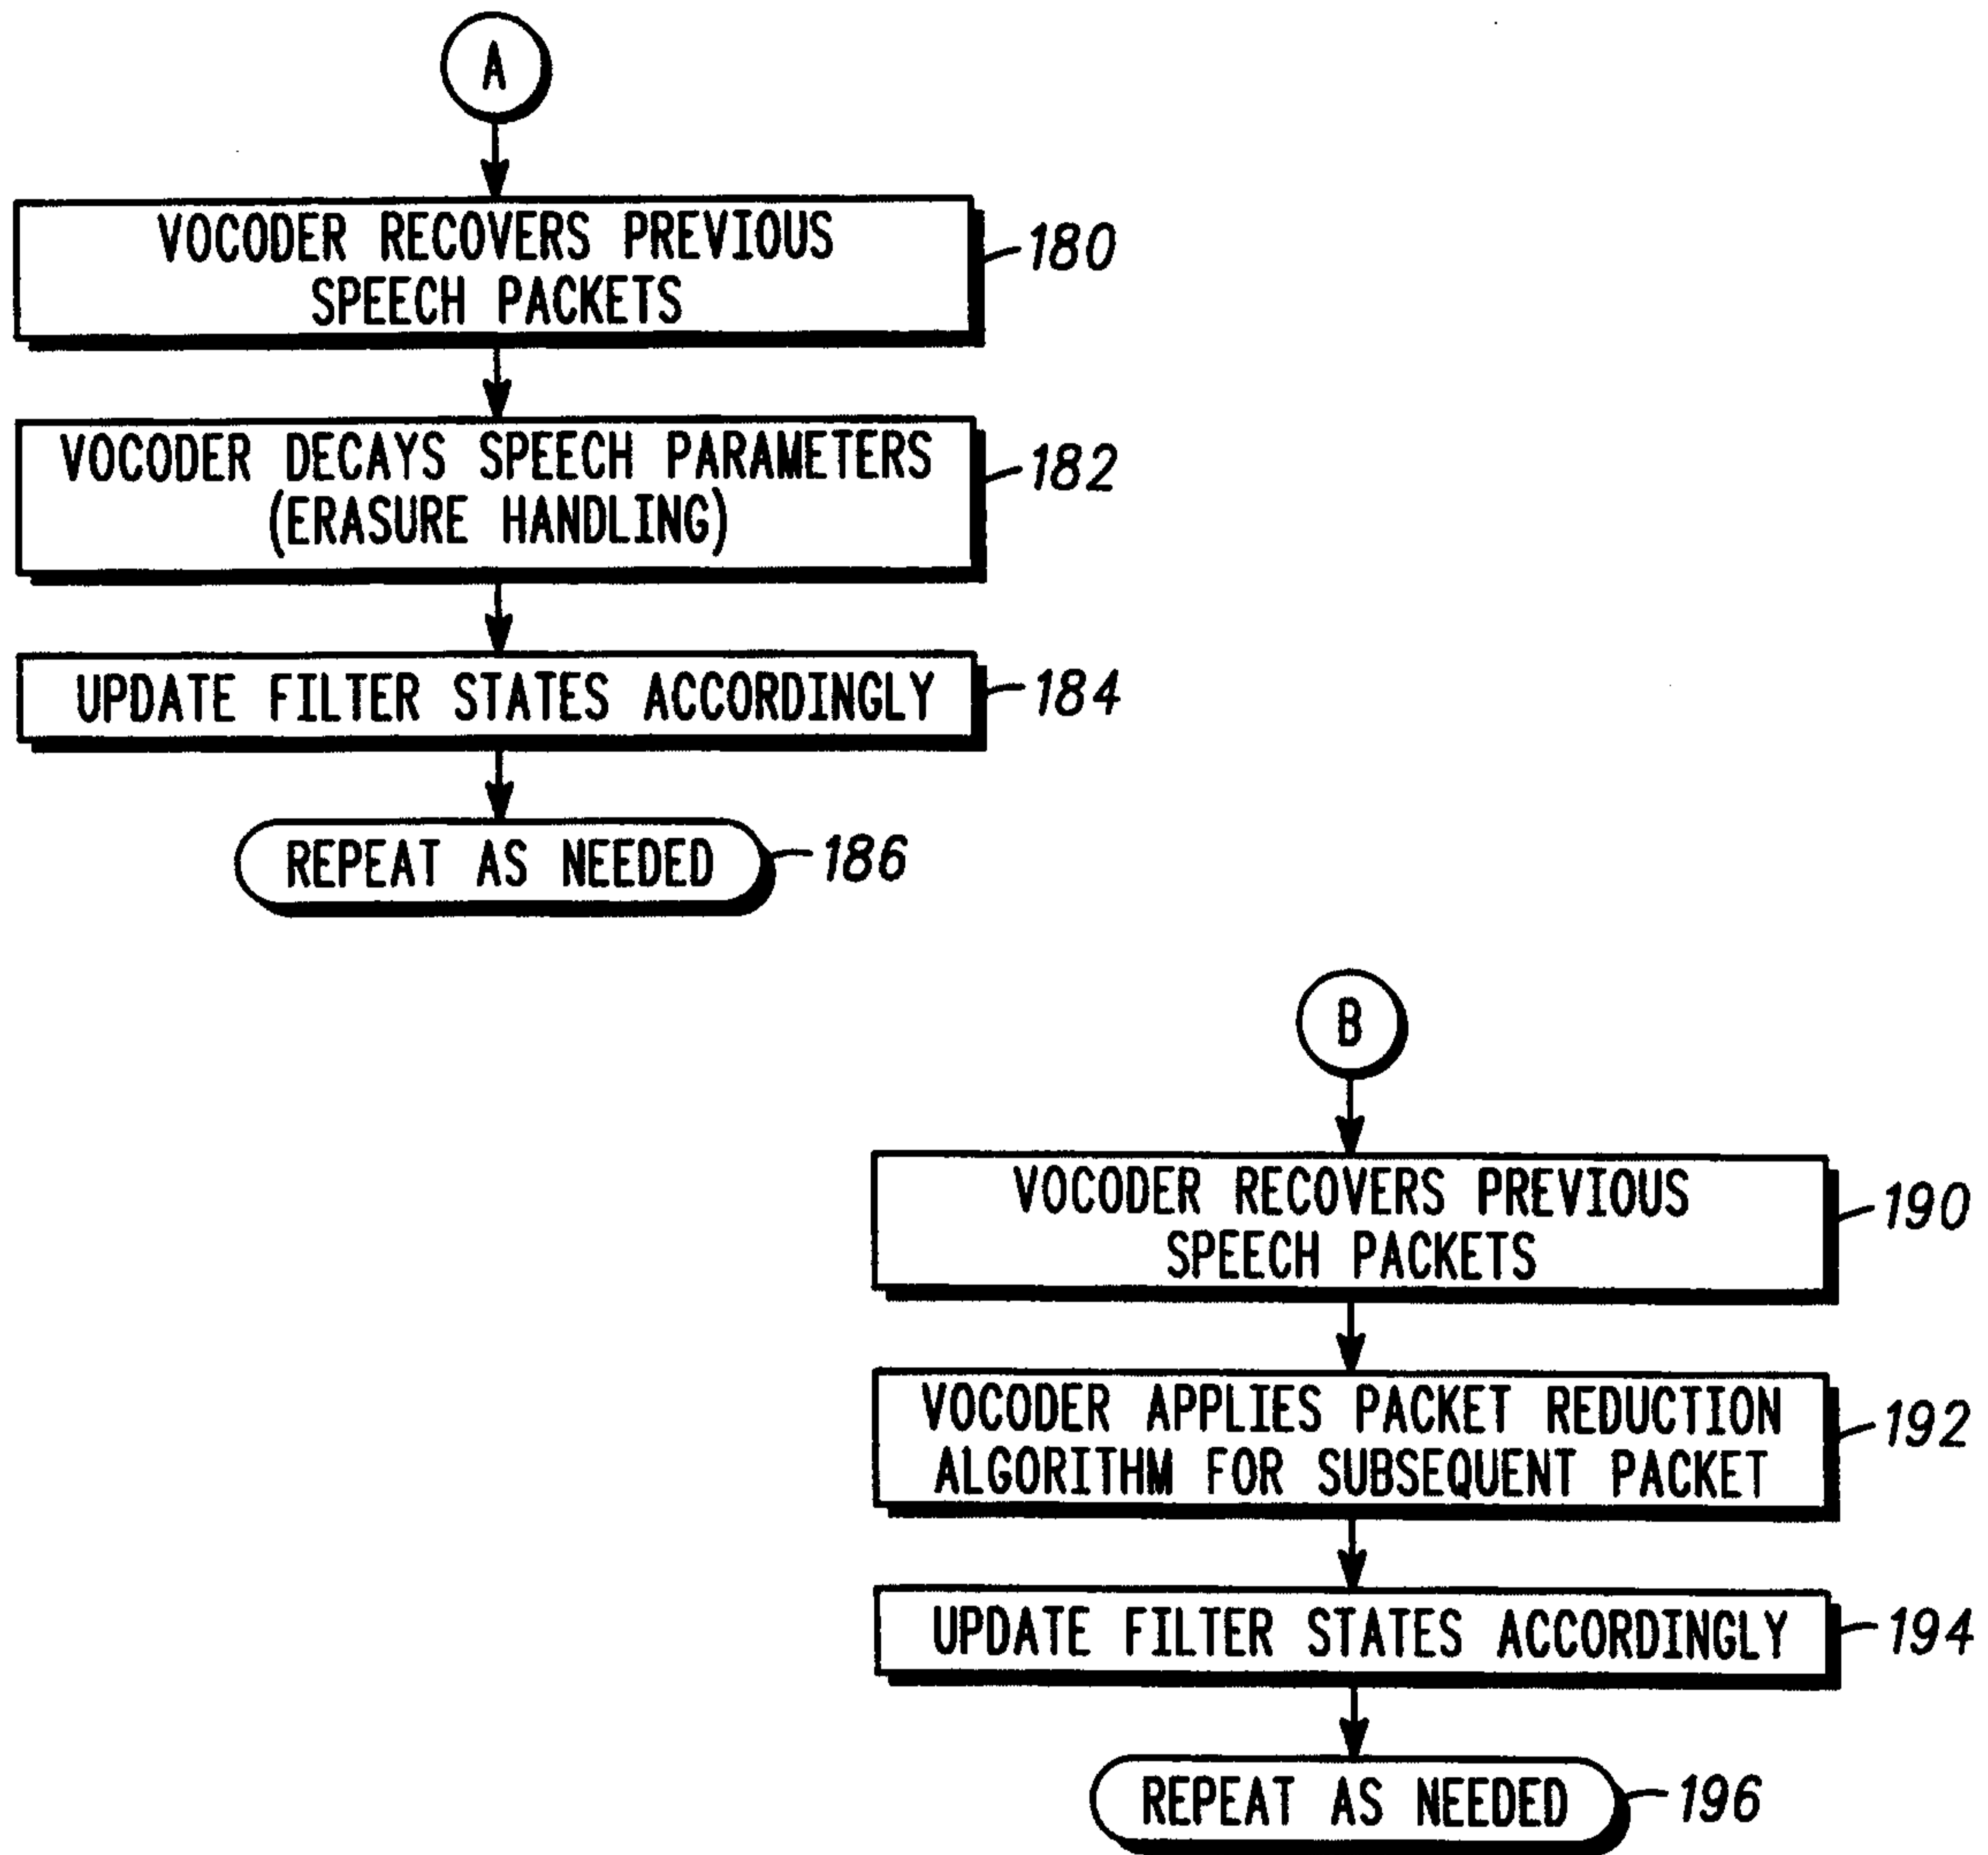 A
VOCODER RECOVERS PREVIOUS
SPEECH PACKETS
180
VOCODER DECAYS SPEECH PARAMETERS
(ERASURE HANDLING)
182
UPDATE FILTER STATES ACCORDINGLY
184
REPEAT AS NEEDED
186
B
VOCODER RECOVERS PREVIOUS
SPEECH PACKETS
190
VOCODER APPLIES PACKET REDUCTION
ALGORITHM FOR SUBSEQUENT PACKET
192
UPDATE FILTER STATES ACCORDINGLY
194
REPEAT AS NEEDED
196